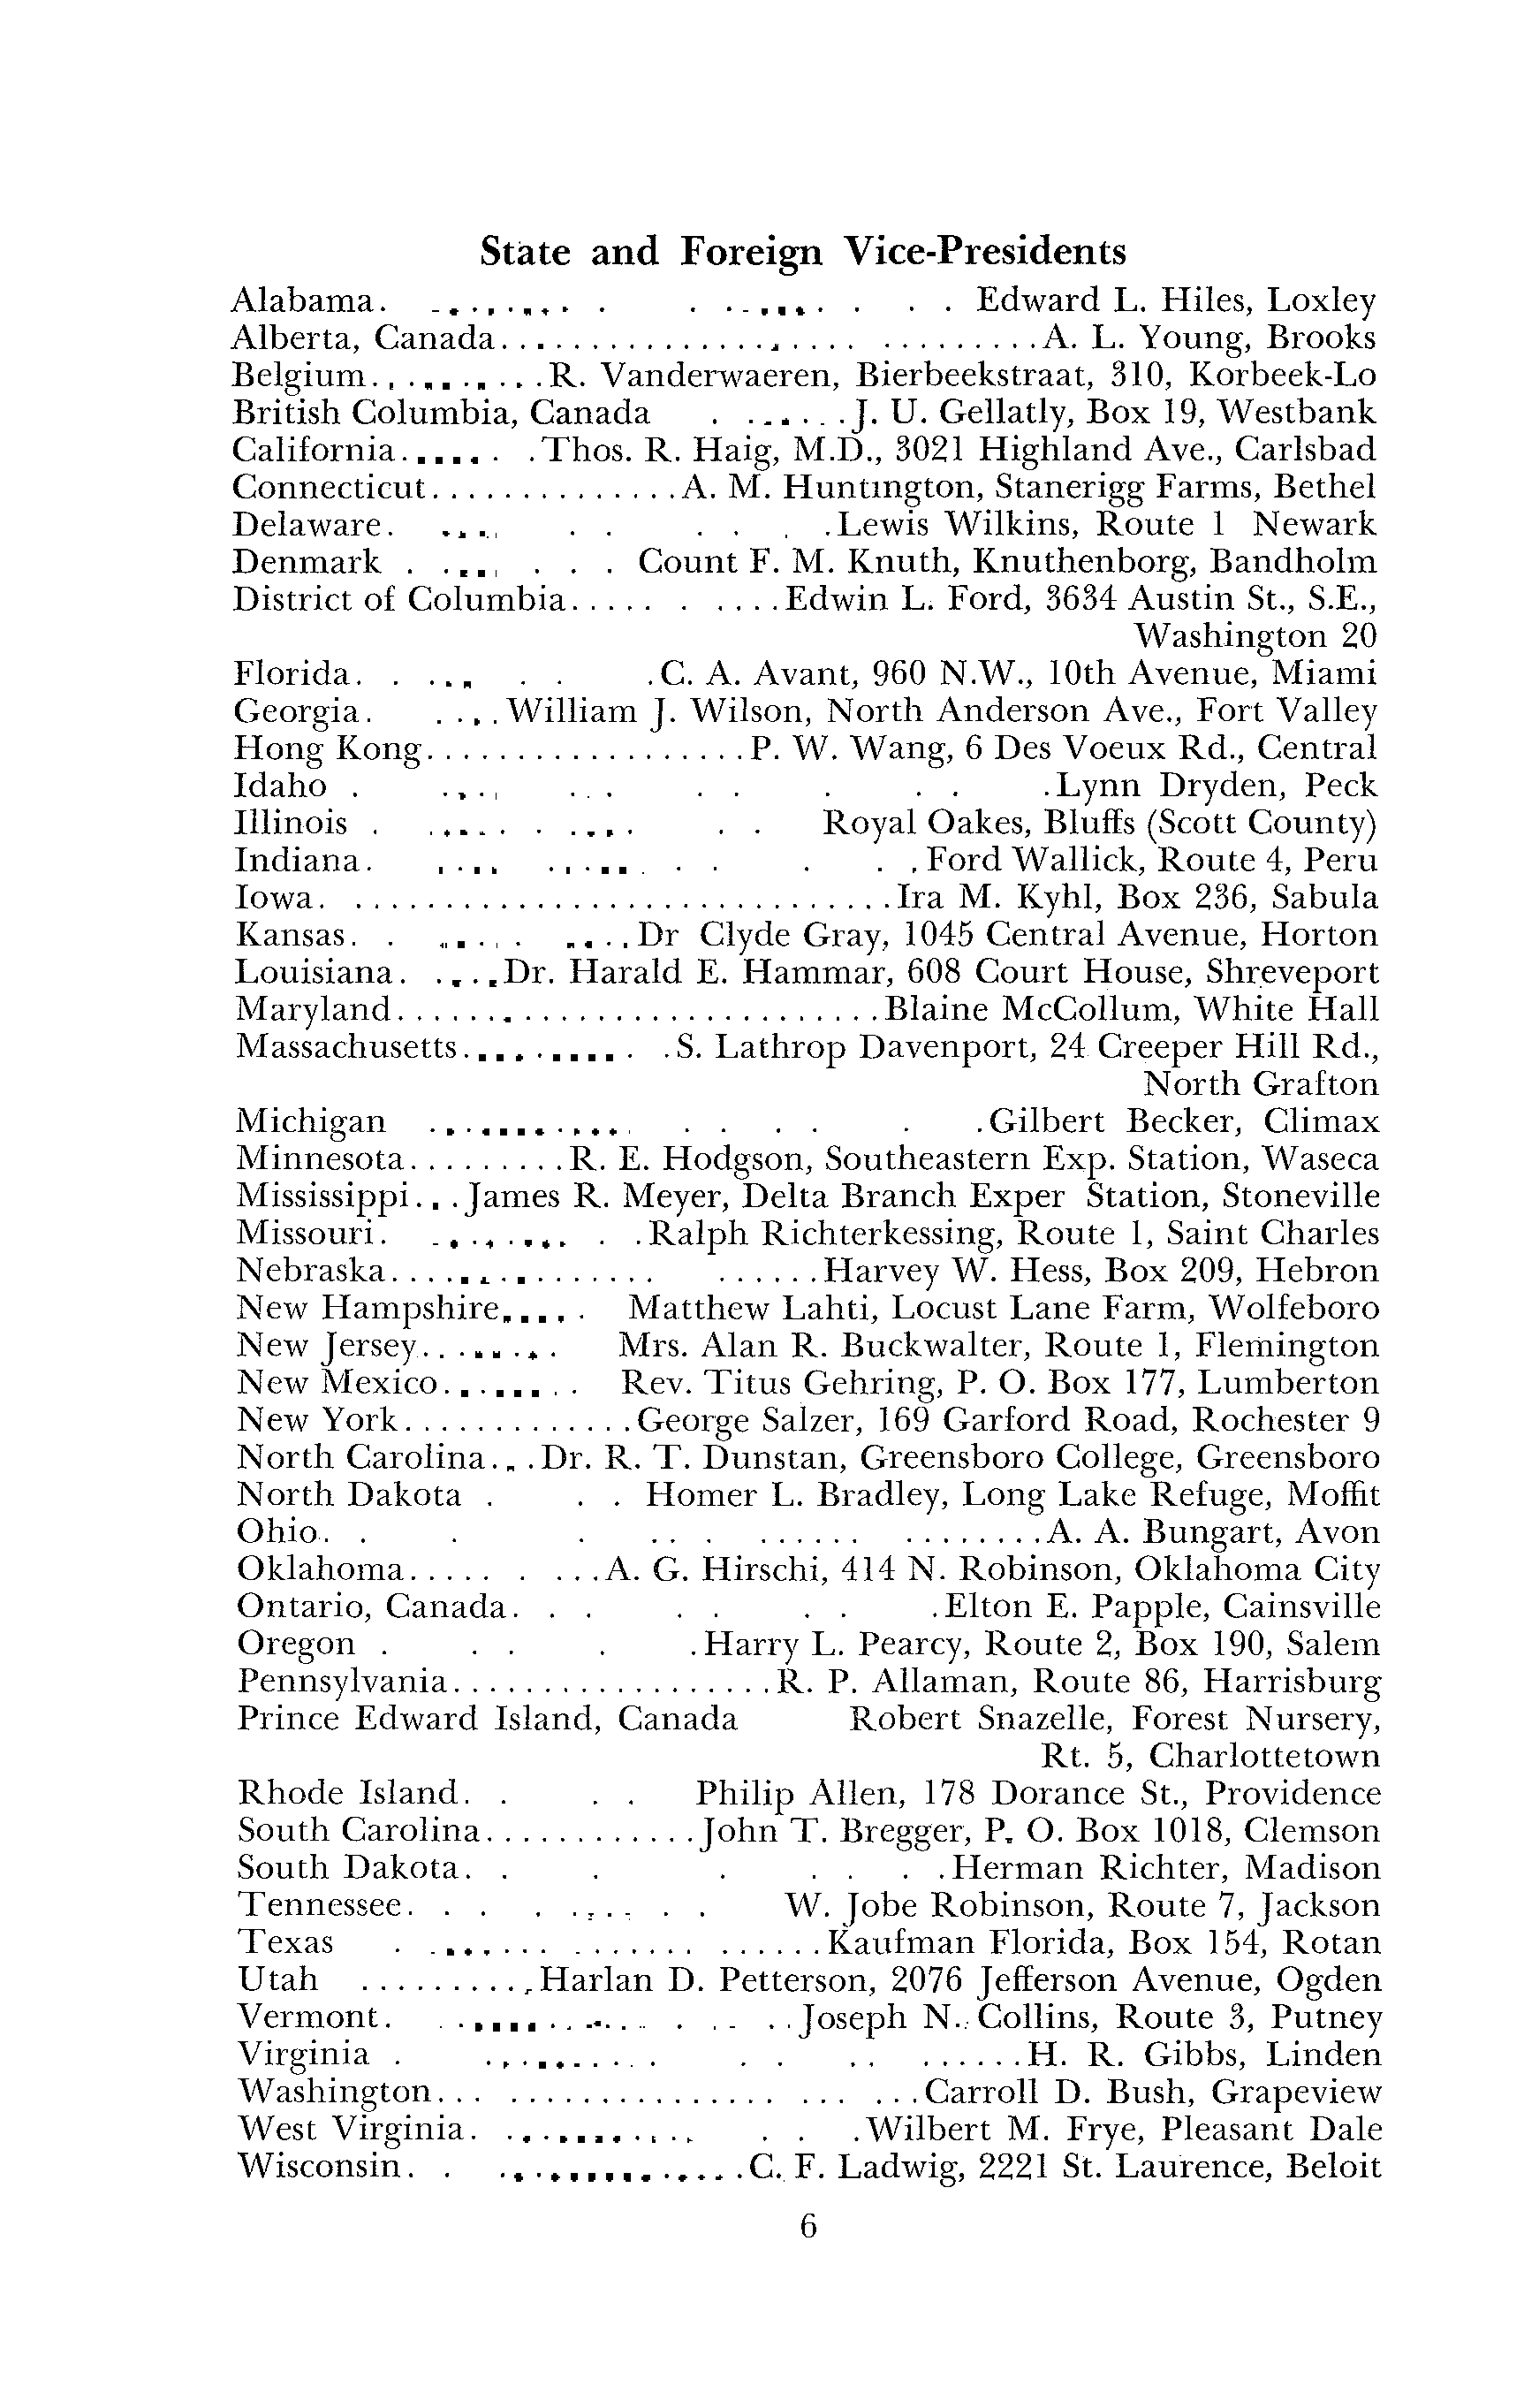 State and Foreign Vice-Presidents
Alabama. . . . . . . . . . . . . . . . . . Edward L. Hiles, Loxley
Alberta, Canada. . . . . . . . . . . . . . . . . . . . . . . . . . . . A. L. Young, Brooks
Belgium. . . . . . . . . . R. Vanderwaeren, Bierbeekstraat, 310, Korbeek-Lo
British Columbia, Canada . . . . . . . J. U. Gellatly, Box 19, Westbank
California. . . . . . . . Thos. R. Haig, M.D., 3021 Highland Ave., Carlsbad
Connecticut. . . . . . . . . . . . . . A. M. Huntington, Stanerigg Farms, Bethel
Delaware. . . . . . . . . . . Lewis Wilkins, Route 1 Newark
Denmark . . . . . . . . Count F. M. Knuth, Knuthenborg, Bandholm
District of Columbia. . . . . . . . . . Edwin L. Ford, 3634 Austin St., S.E.,
Washington 20
Florida. . . . . . . . C. A. Avant, 960 N.W., 10th Avenue, Miami
Georgia. . . . . William J. Wilson, North Anderson Ave., Fort Valley
Hong Kong. . . . . . . . . . . . . . . . . . P. W. Wang, 6 Des Voeux Rd., Central
Idaho . . . . . . . . . . . . . . Lynn Dryden, Peck
Illinois . . . . . . . . . . . . . Royal Oakes, Bluffs (Scott County)
Indiana. . . . . . . . . . . . . . . . Ford Wallick, Route 4, Peru
Iowa. . . . . . . . . . . . . . . . . . . . . . . . . . . . . . . Ira M. Kyhl, Box 236, Sabula
Kansas. . . . . . . . . . . Dr Clyde Gray, 1045 Central Avenue, Horton
Louisiana. . . . . Dr. Harald E. Hammar, 608 Court House, Shreveport
Maryland. . . . . . . . . . . . . . . . . . . . . . . . . . . Blaine McCollum, White Hall
Massachusetts. . . . . . . . . . . S. Lathrop Davenport, 24 Creeper Hill Rd.,
North Grafton
Michigan . . . . . . . . . . . . . . . . . Gilbert Becker, Climax
Minnesota. . . . . . . . . R. E. Hodgson, Southeastern Exp. Station, Waseca
Mississippi. . . James R. Meyer, Delta Branch Exper Station, Stoneville
Missouri. . . . . . . . . . . Ralph Richterkessing, Route 1, Saint Charles
Nebraska. . . . . . . . . . . . . . . . . . . . . Harvey W. Hess, Box 209, Hebron
New Hampshire. . . . . Matthew Lahti, Locust Lane Farm, Wolfeboro
New Jersey. . . . . . . . Mrs. Alan R. Buckwalter, Route 1, Flemington
New Mexico. . . . . . . . Rev. Titus Gehring, P. O. Box 177, Lumberton
New York. . . . . . . . . . . . . George Salzer, 169 Garford Road, Rochester 9
North Carolina. . . Dr. R. T. Dunstan, Greensboro College, Greensboro
North Dakota . . . Homer L. Bradley, Long Lake Refuge, Moffit
Ohio. . . . . . . . . . . . . . . . . . . . . A. A. Bungart, Avon
Oklahoma. . . . . . . . . A. G. Hirschi, 414 N. Robinson, Oklahoma City
Ontario, Canada. . . . . . . . Elton E. Papple, Cainsville
Oregon . . . . . Harry L. Pearcy, Route 2, Box 190, Salem
Pennsylvania. . . . . . . . . . . . . . . . . . R. P. Allaman, Route 86, Harrisburg
Prince Edward Island, Canada Robert Snazelle, Forest Nursery,
Rt. 5, Charlottetown
Rhode Island. . . . Philip Allen, 178 Dorance St., Providence
South Carolina. . . . . . . . . . . . John T. Bregger, P. O. Box 1018, Clemson
South Dakota. . . . . . . . Herman Richter, Madison
Tennessee. . . . . . . . . W. Jobe Robinson, Route 7, Jackson
Texas . . . . . . . . . . . . . . . . . . . . . Kaufman Florida, Box 154, Rotan
Utah . . . . . . . . . . Harlan D. Petterson, 2076 Jefferson Avenue, Ogden
Vermont. . . . . . . . . . . . . . . . Joseph N. Collins, Route 3, Putney
Virginia . . . . . . . . . . . . . . . . . . . . H. R. Gibbs, Linden
Washington. . . . . . . . . . . . . . . . . . . . . . . . Carroll D. Bush, Grapeview
West Virginia. . . . . . . . . . . . . . Wilbert M. Frye, Pleasant Dale
Wisconsin. . . . . . . . . . . . . . . . C. F. Ladwig, 2221 St. Laurence, Beloit
6